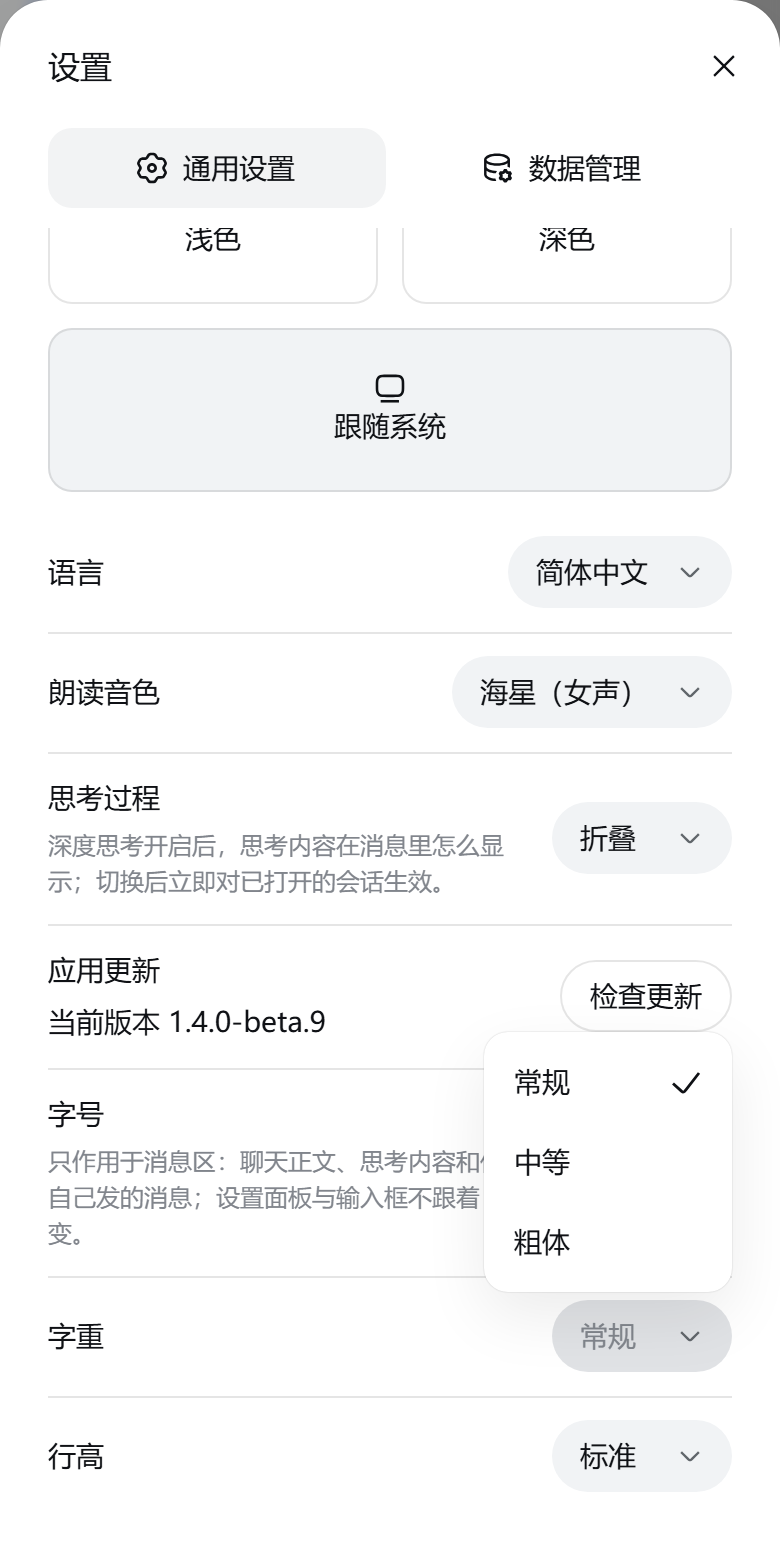 设置
通用设置
数据管理
浅色
深色
跟随系统
语言
简体中文
朗读音色
海星（女声）
思考过程
深度思考开启后，思考内容在消息里怎么显
示；切换后立即对已打开的会话生效。
折叠
应用更新
当前版本 1.4.0-beta.9
检查更新
字号
只作用于消息区：聊天正文、思考内容和
自己发的消息；设置面板与输入框不跟着
变。
常规
中等
粗体
字重
常规
行高
标准